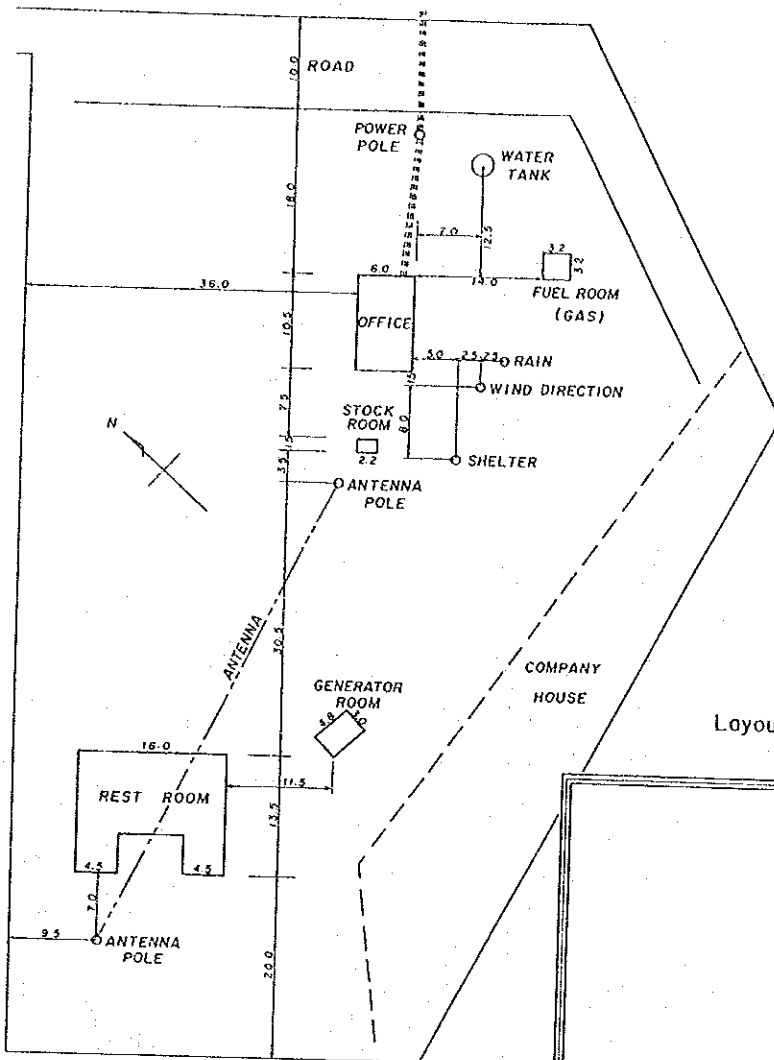 10.0
ROAD
POWER
POLE
WATER
TANK
18.0
7.0
12.5
3.2
3.2
6.0
14.0
36.0
FUEL ROOM
(GAS)
OFFICE
10.5
5.0
2.5
2.5
RAIN
1.5
WIND DIRECTION
7.5
STOCK
ROOM
8.0
N
1.5
2.2
SHELTER
3.5
ANTENNA
POLE
ANTENNA
30.5
COMPANY
HOUSE
GENERATOR
ROOM
3.0
Layou
16.0
11.5
REST ROOM
13.5
4.5
4.5
7.0
9.5
ANTENNA
POLE
20.0